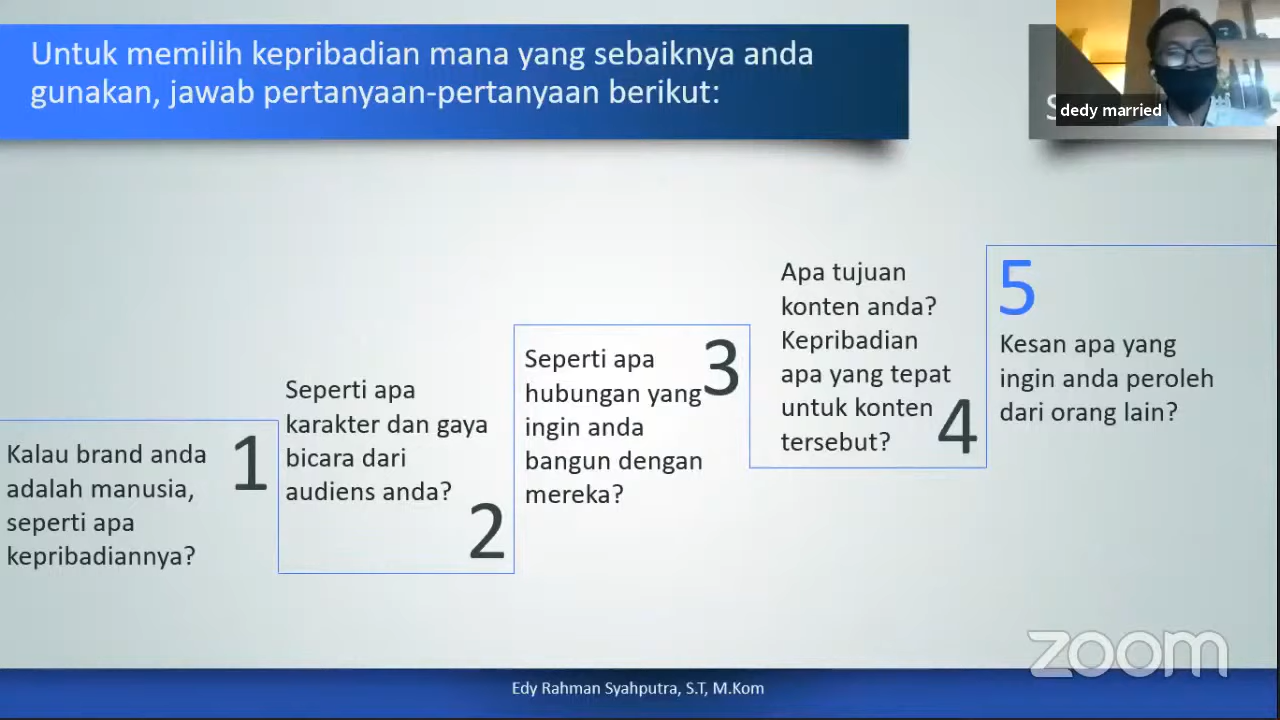 Untuk memilih kepribadian mana yang sebaiknya anda
gunakan, jawab pertanyaan-pertanyaan berikut:
S
dedy married
Kalau brand anda
adalah manusia,
seperti apa
kepribadiannya?
1
Seperti apa
karakter dan gaya
bicara dari
audiens anda?
2
Seperti apa
hubungan yang
ingin anda
bangun dengan
mereka?
3
Apa tujuan
konten anda?
Kepribadian
apa yang tepat
untuk konten
tersebut?
4
5
Kesan apa yang
ingin anda peroleh
dari orang lain?
zoom
Edy Rahman Syahputra, S.T, M.Kom